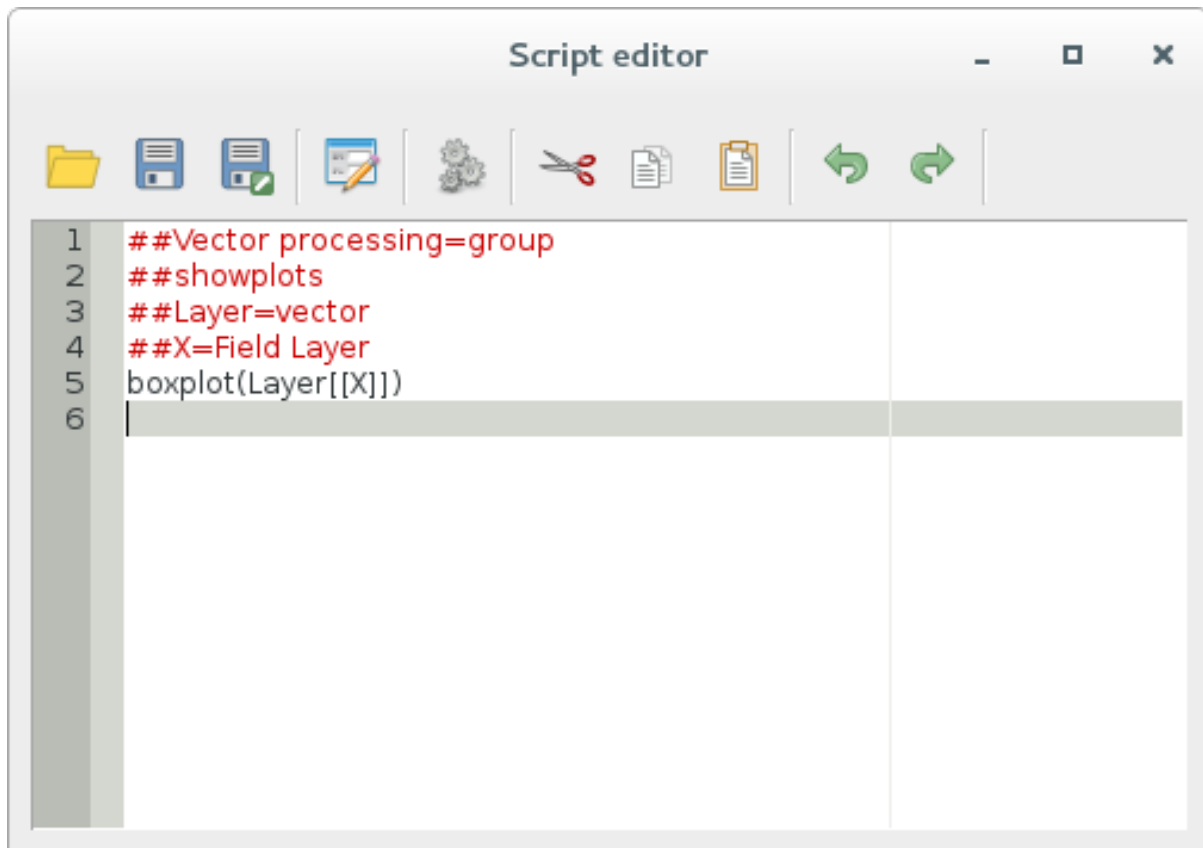 Script editor
1 ##Vector processing=group
2 ##showplots
3 ##Layer=vector
4 ##X=Field Layer
5 boxplot(Layer[[X]])
6